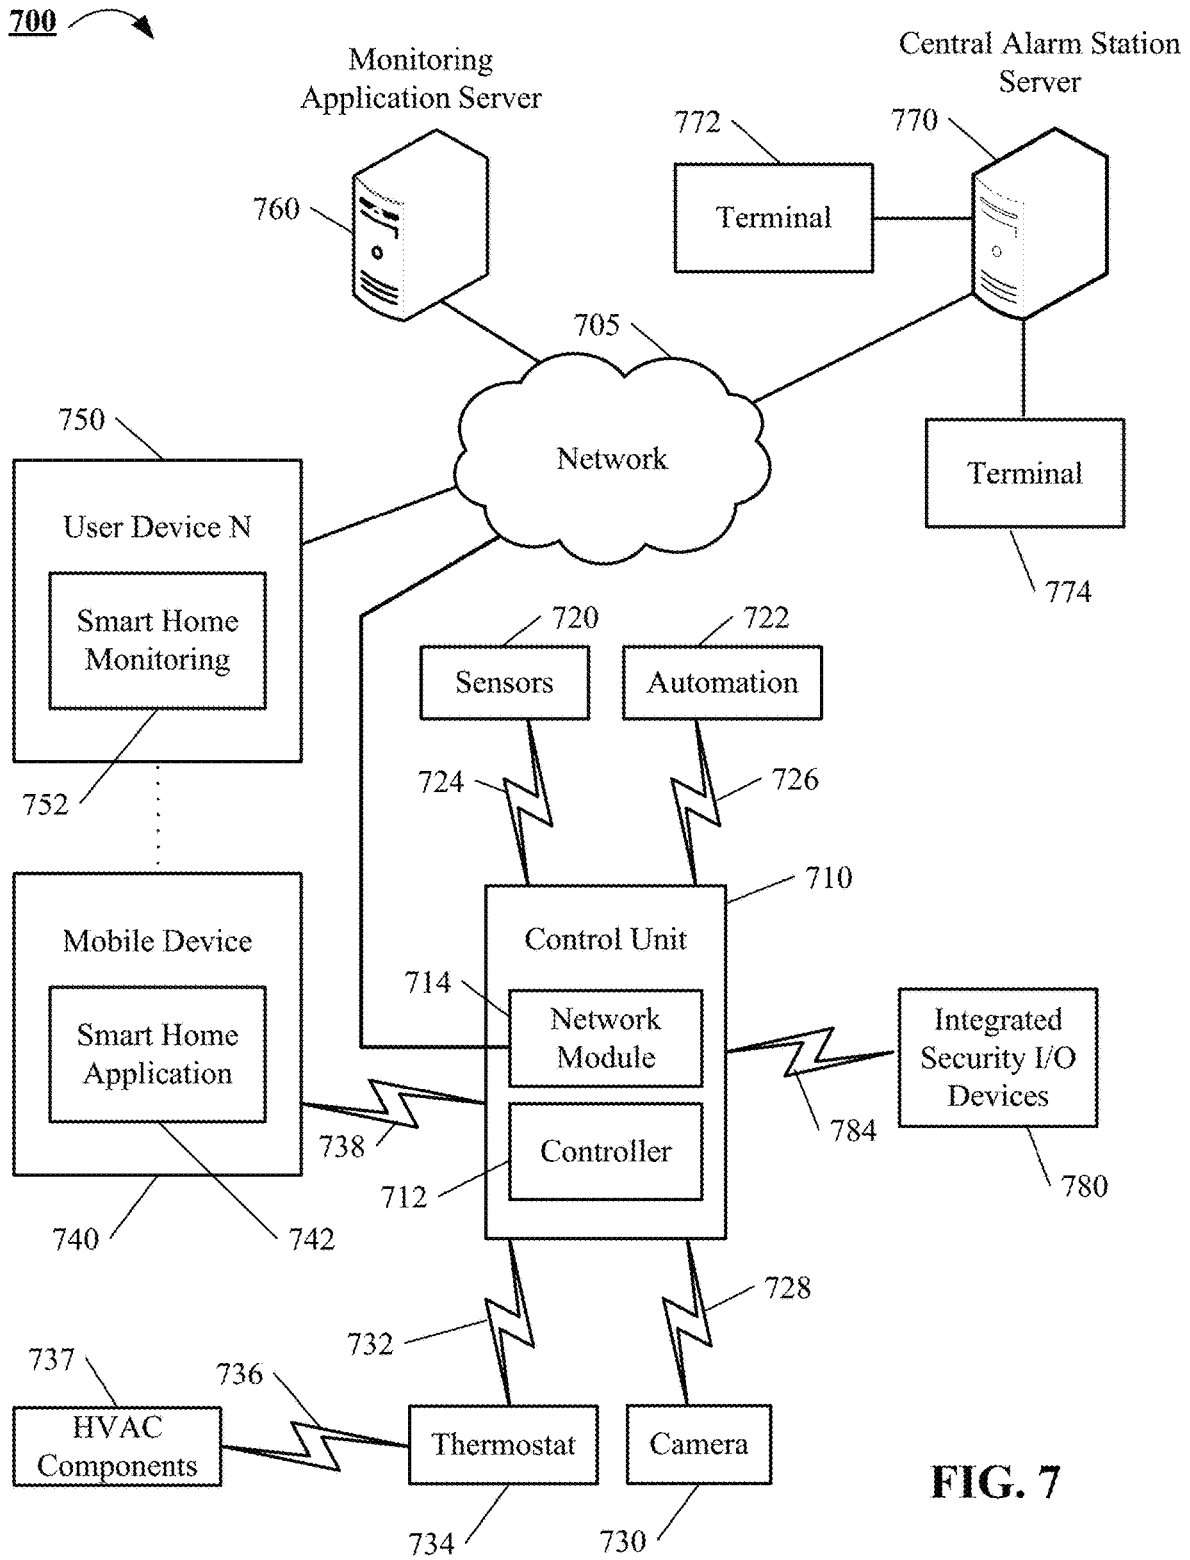 700
Monitoring
Application Server
Central Alarm Station
Server
772
770
760
Terminal
705
750
Network
Terminal
User Device N
774
Smart Home
Monitoring
720
722
Sensors
Automation
752
724
726
710
Mobile Device
Control Unit
714
Smart Home
Application
Network
Module
Integrated
Security I/O
Devices
738
784
Controller
712
780
740
742
732
728
737
736
HVAC
Components
Thermostat
Camera
FIG. 7
734
730